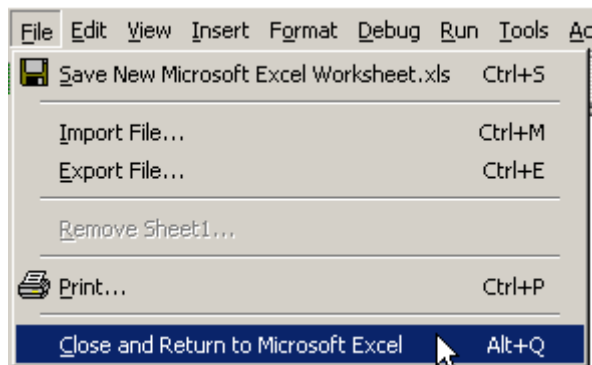 File Edit View Insert Format Debug Run Tools
Save New Microsoft Excel Worksheet.xls Ctrl+S
Import File... Ctrl+M
Export File... Ctrl+E
Remove Sheet1...
Print... Ctrl+P
Close and Return to Microsoft Excel Alt+Q